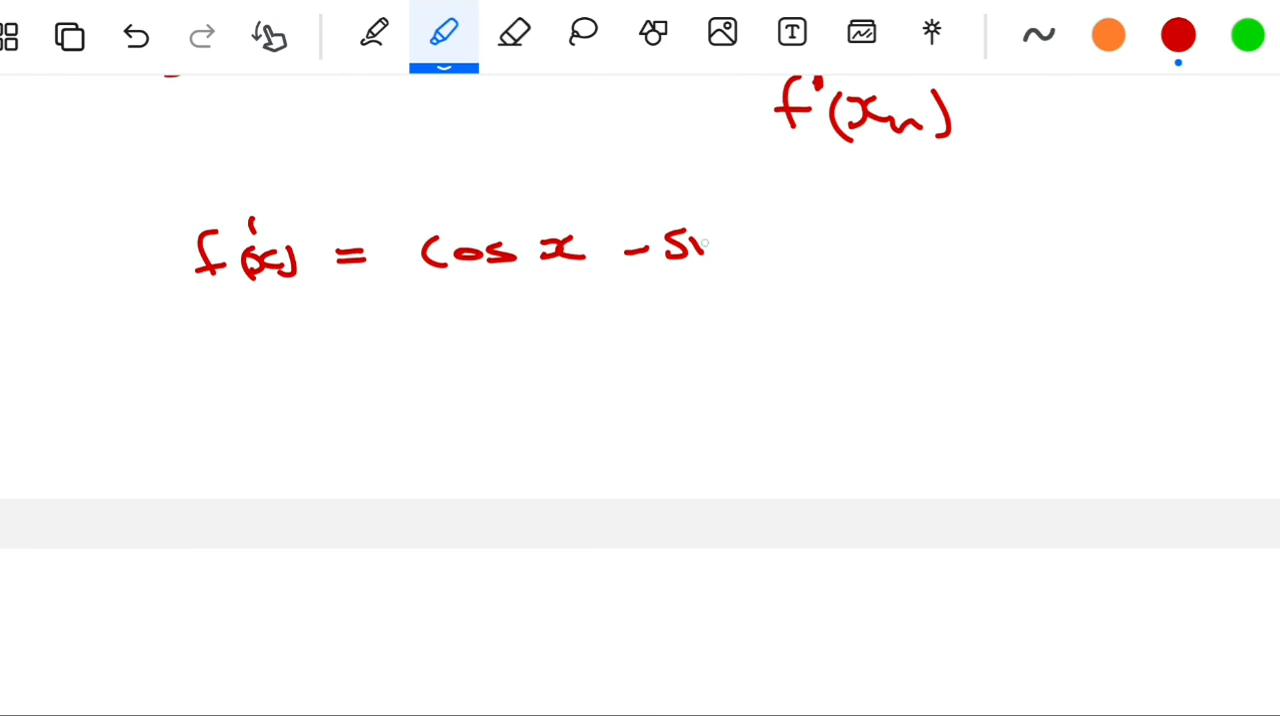 f'(xn)
f'(x) = cos x - si